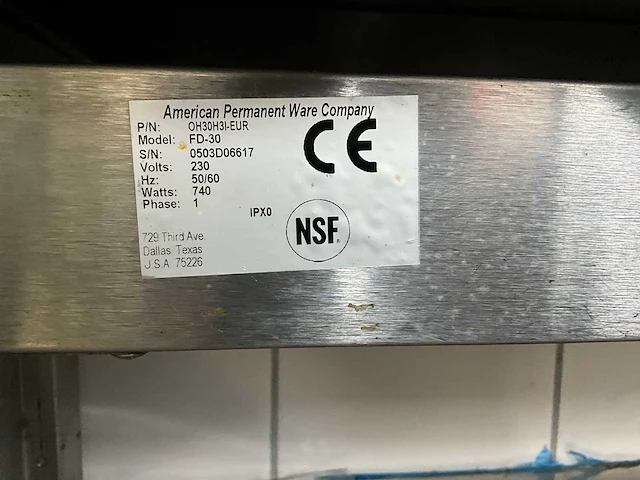 American Permanent Ware Company
P/N: OH30H3I-EUR
Model: FD-30
S/N: 0503D06617
Volts: 230
Hz: 50/60
Watts: 740
Phase: 1
IPX0
CE
NSF®
729 Third Ave.
Dallas, Texas
U.S.A. 75226